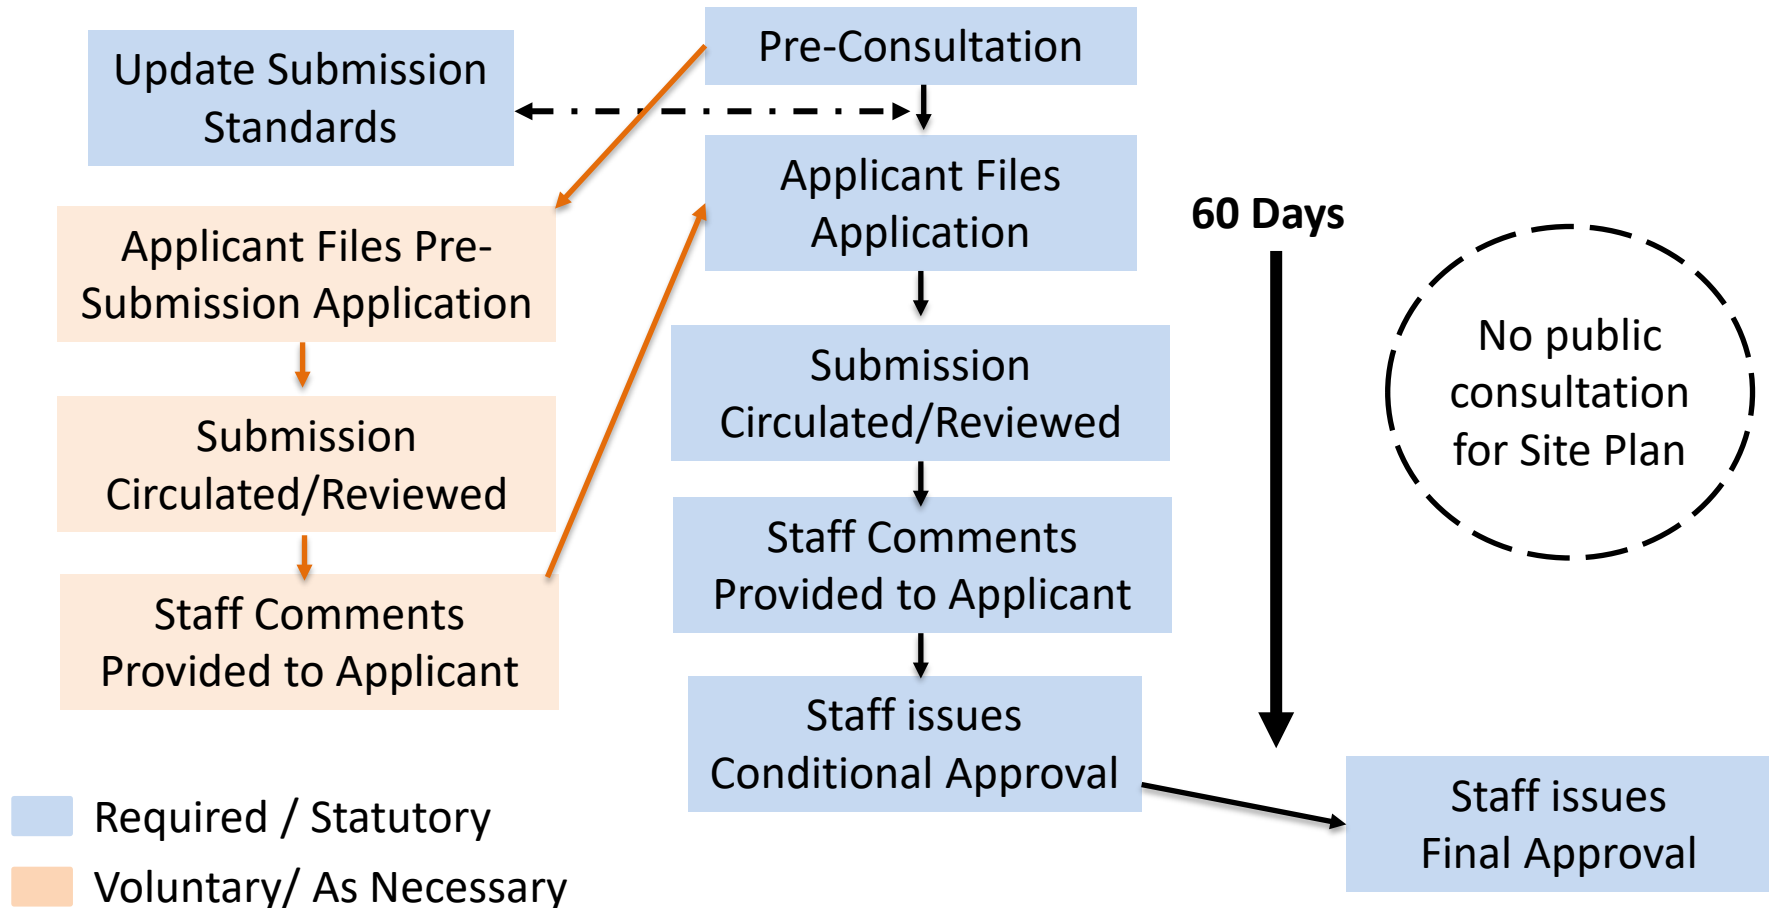 Pre-Consultation
Update Submission
Standards
Applicant Files
Application
60 Days
Applicant Files Pre-
Submission Application
No public
consultation
for Site Plan
Submission
Circulated/Reviewed
Submission
Circulated/Reviewed
Staff Comments
Provided to Applicant
Staff Comments
Provided to Applicant
Staff issues
Conditional Approval
Staff issues
Final Approval
Required / Statutory
Voluntary/ As Necessary